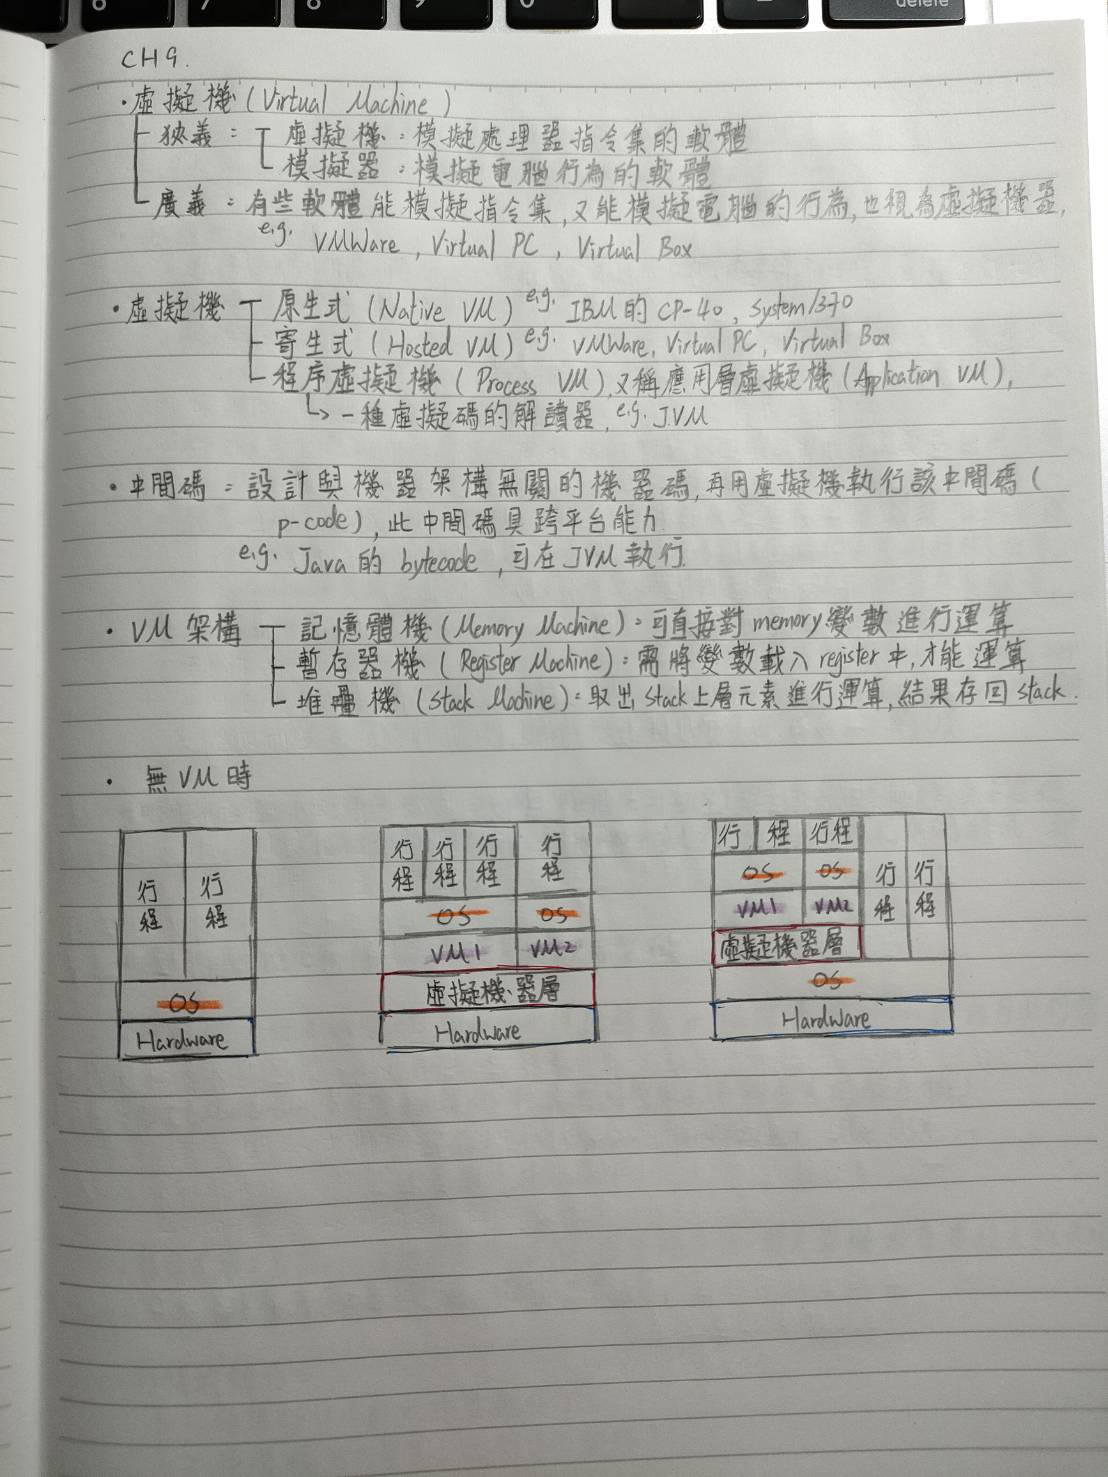 CH9.
・虛擬機 (Virtual Machine)
狹義：虛擬機：模擬處理器指令集的軟體
模擬器：模擬電腦行為的軟體
廣義：有些軟體能模擬指令集,又能模擬電腦的行為,也視為虛擬機器,
e.g. VMWare, Virtual PC, Virtual Box
・虛擬機 原生式 (Native VM) e.g. IBM的 CP-40, System/370
寄生式 (Hosted VM) e.g. VMWare, Virtual PC, Virtual Box
程序虛擬機 (Process VM),又稱應用層虛擬機 (Application VM),
↳ 一種虛擬碼的解讀器, e.g. JVM
・中間碼：設計與機器架構無關的機器碼,再用虛擬機執行該中間碼(
p-code),此中間碼具跨平台能力
e.g. Java 的 bytecode,可在JVM執行.
・VM 架構 記憶體機 (Memory Machine)：可直接對 memory 變數進行運算
暫存器機 (Register Machine)：需將變數載入 register 中,才能運算
堆疊機 (Stack Machine)：取出 stack 上層元素進行運算,結果存回 stack.
・無 VM 時
行程 行程
OS
Hardware
行程 行程 行程 行程
OS OS
VM1 VM2
虛擬機器層
Hardware
行程 行程 行程 行程
OS OS
VM1 VM2
虛擬機器層
OS
Hardware
6 7 8 9 0 delete